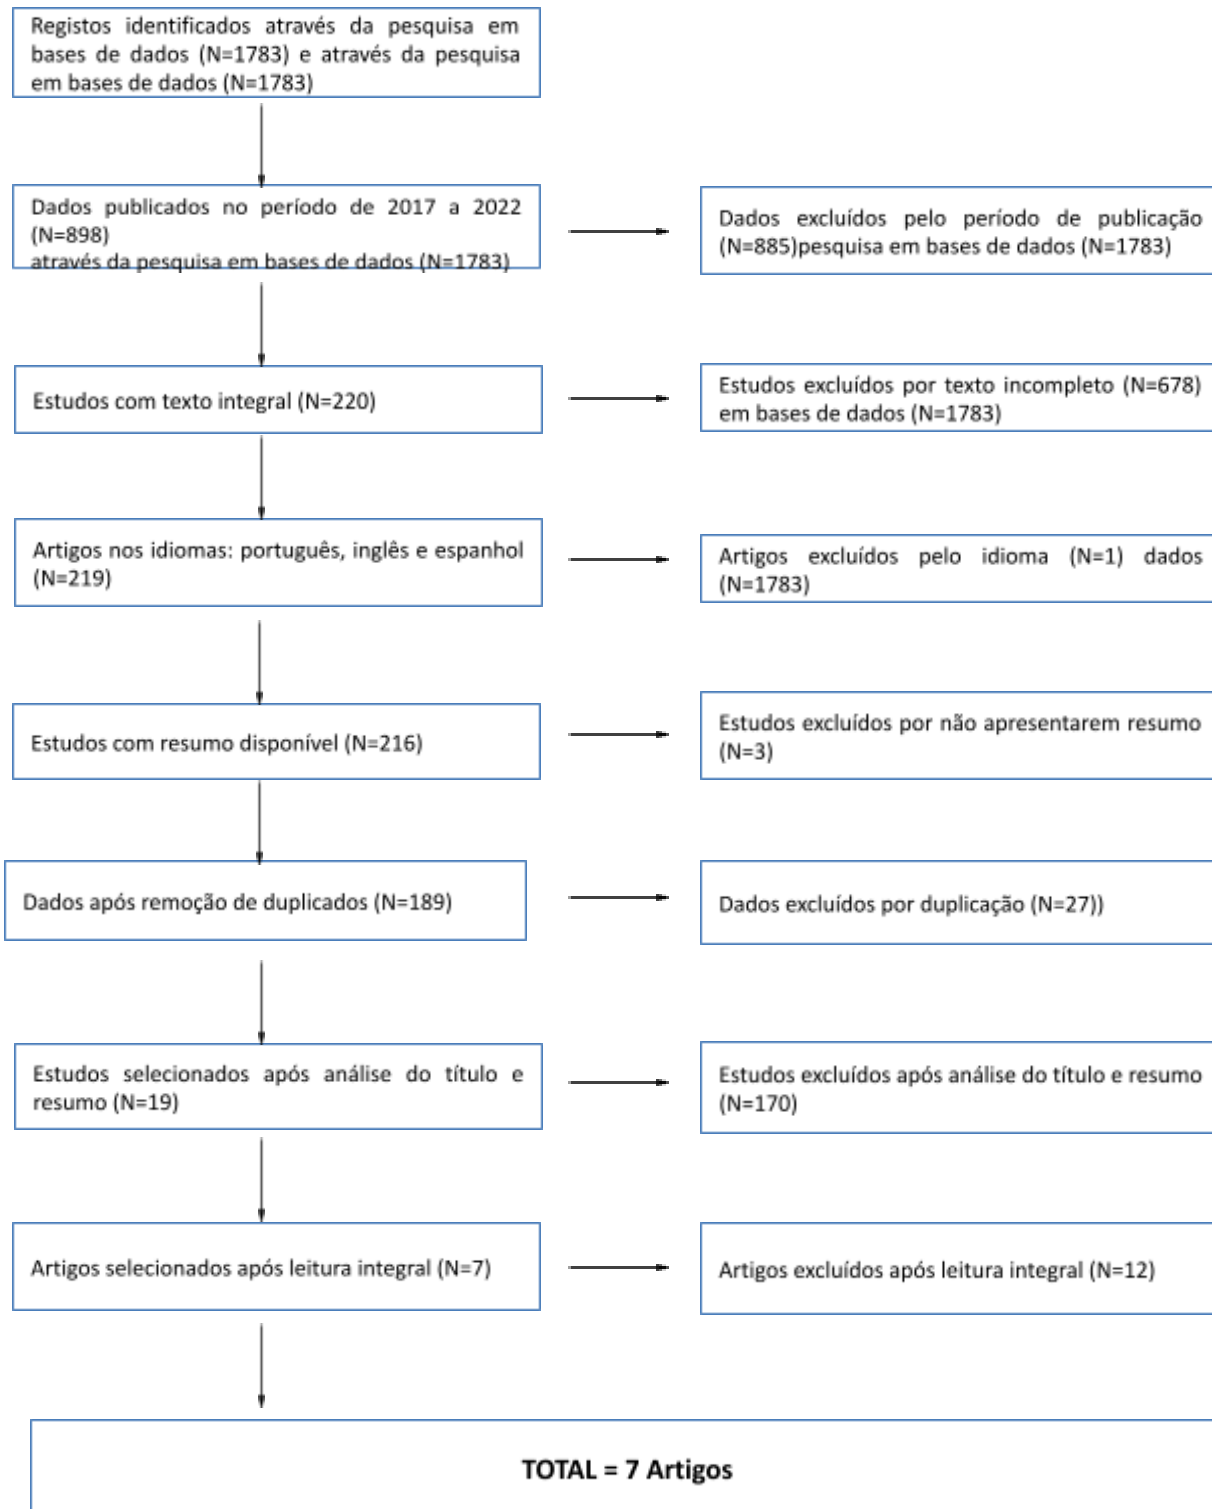 Registos identificados através da pesquisa em
bases de dados (N=1783) e através da pesquisa
em bases de dados (N=1783)
Dados publicados no período de 2017 a 2022
(N=898)
através da pesquisa em bases de dados (N=1783)
Dados excluídos pelo período de publicação
(N=885)pesquisa em bases de dados (N=1783)
Estudos com texto integral (N=220)
Estudos excluídos por texto incompleto (N=678)
em bases de dados (N=1783)
Artigos nos idiomas: português, inglês e espanhol
(N=219)
Artigos excluídos pelo idioma (N=1) dados
(N=1783)
Estudos com resumo disponível (N=216)
Estudos excluídos por não apresentarem resumo
(N=3)
Dados após remoção de duplicados (N=189)
Dados excluídos por duplicação (N=27))
Estudos selecionados após análise do título e
resumo (N=19)
Estudos excluídos após análise do título e resumo
(N=170)
Artigos selecionados após leitura integral (N=7)
Artigos excluídos após leitura integral (N=12)
TOTAL = 7 Artigos